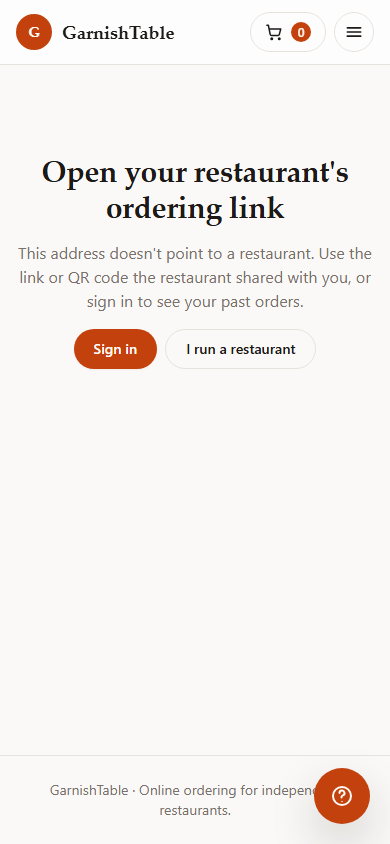 G GarnishTable 0
Open your restaurant's
ordering link
This address doesn't point to a restaurant. Use the
link or QR code the restaurant shared with you, or
sign in to see your past orders.
Sign in I run a restaurant
GarnishTable · Online ordering for
restaurants.